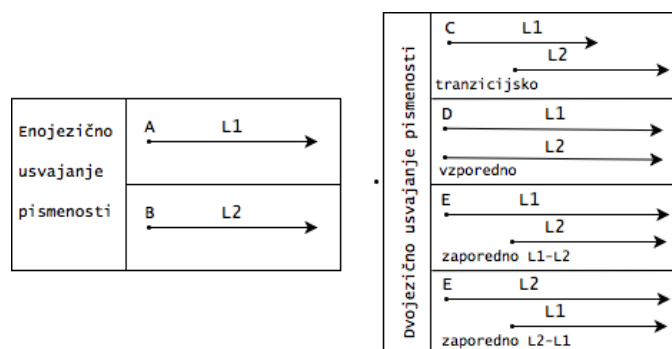 Enojezično
usvajanje
pismenosti
A L1
B L2
Dvojezično usvajanje pismenosti
C L1
L2
tranzicijsko
D L1
L2
vzporedno
E L1
L2
zaporedno L1-L2
E L2
L1
zaporedno L2-L1